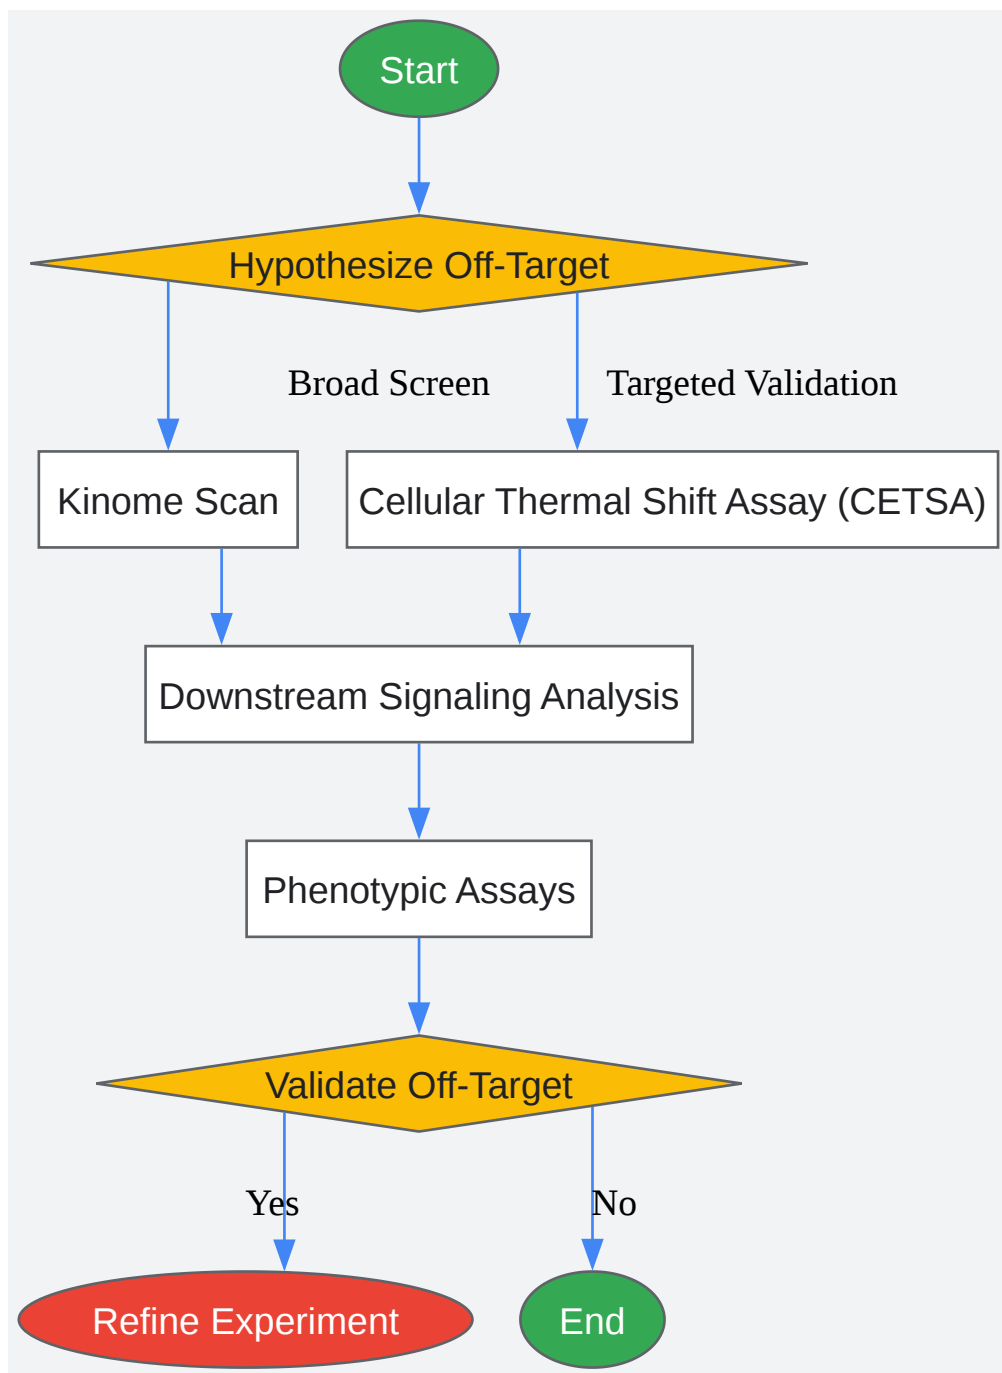 Start
Hypothesize Off-Target
Broad Screen
Targeted Validation
Kinome Scan
Cellular Thermal Shift Assay (CETSA)
Downstream Signaling Analysis
Phenotypic Assays
Validate Off-Target
Yes
No
Refine Experiment
End